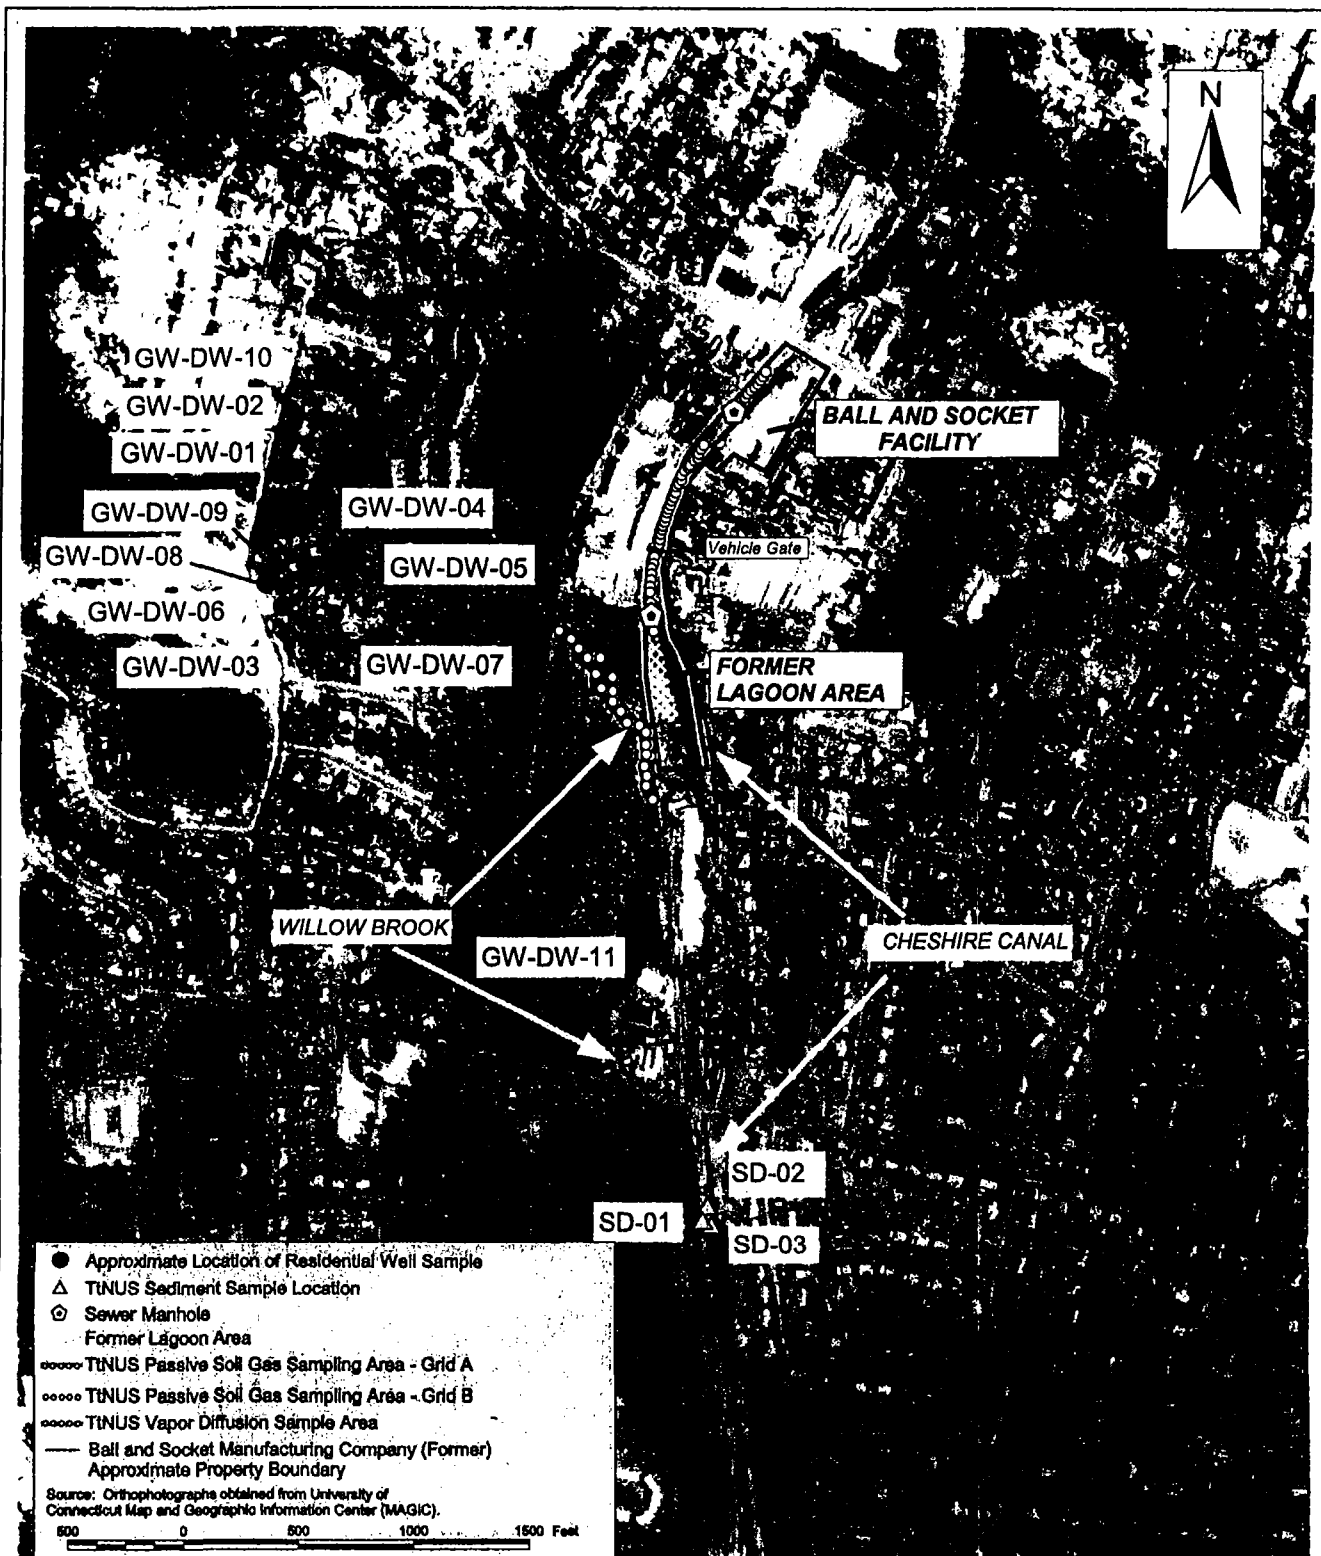 N
GW-DW-10
GW-DW-02
GW-DW-01
BALL AND SOCKET
FACILITY
GW-DW-09
GW-DW-04
GW-DW-08
GW-DW-05
Vehicle Gate
GW-DW-06
GW-DW-03
GW-DW-07
FORMER
LAGOON AREA
WILLOW BROOK
GW-DW-11
CHESHIRE CANAL
SD-02
SD-01
SD-03
Approximate Location of Residential Well Sample
TtNUS Sediment Sample Location
Sewer Manhole
Former Lagoon Area
TtNUS Passive Soil Gas Sampling Area - Grid A
TtNUS Passive Soil Gas Sampling Area - Grid B
TtNUS Vapor Diffusion Sample Area
Ball and Socket Manufacturing Company (Former)
Approximate Property Boundary
Source: Orthophotographs obtained from University of
Connecticut Map and Geographic Information Center (MAGIC).
500 0 500 1000 1500 Feet